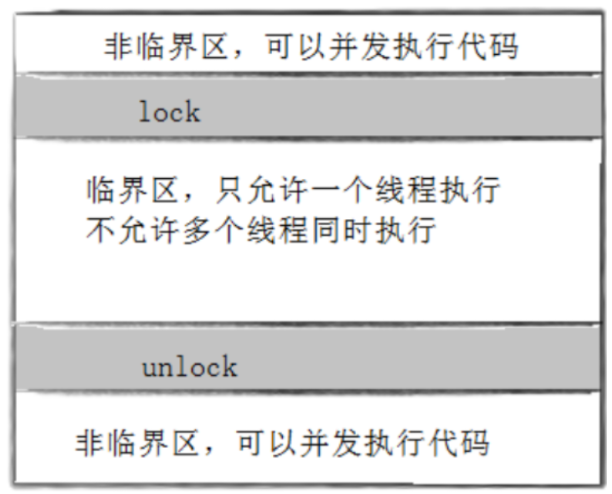 非临界区，可以并发执行代码
lock
临界区，只允许一个线程执行
不允许多个线程同时执行
unlock
非临界区，可以并发执行代码